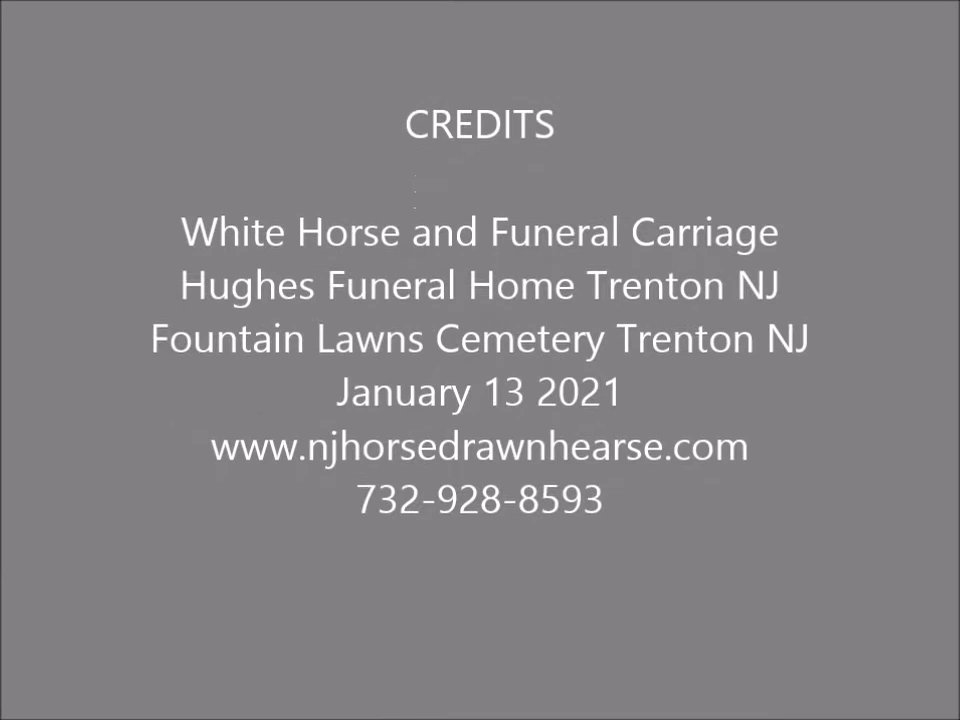 CREDITS
White Horse and Funeral Carriage
Hughes Funeral Home Trenton NJ
Fountain Lawns Cemetery Trenton NJ
January 13 2021
www.njhorsedrawnhearse.com
732-928-8593